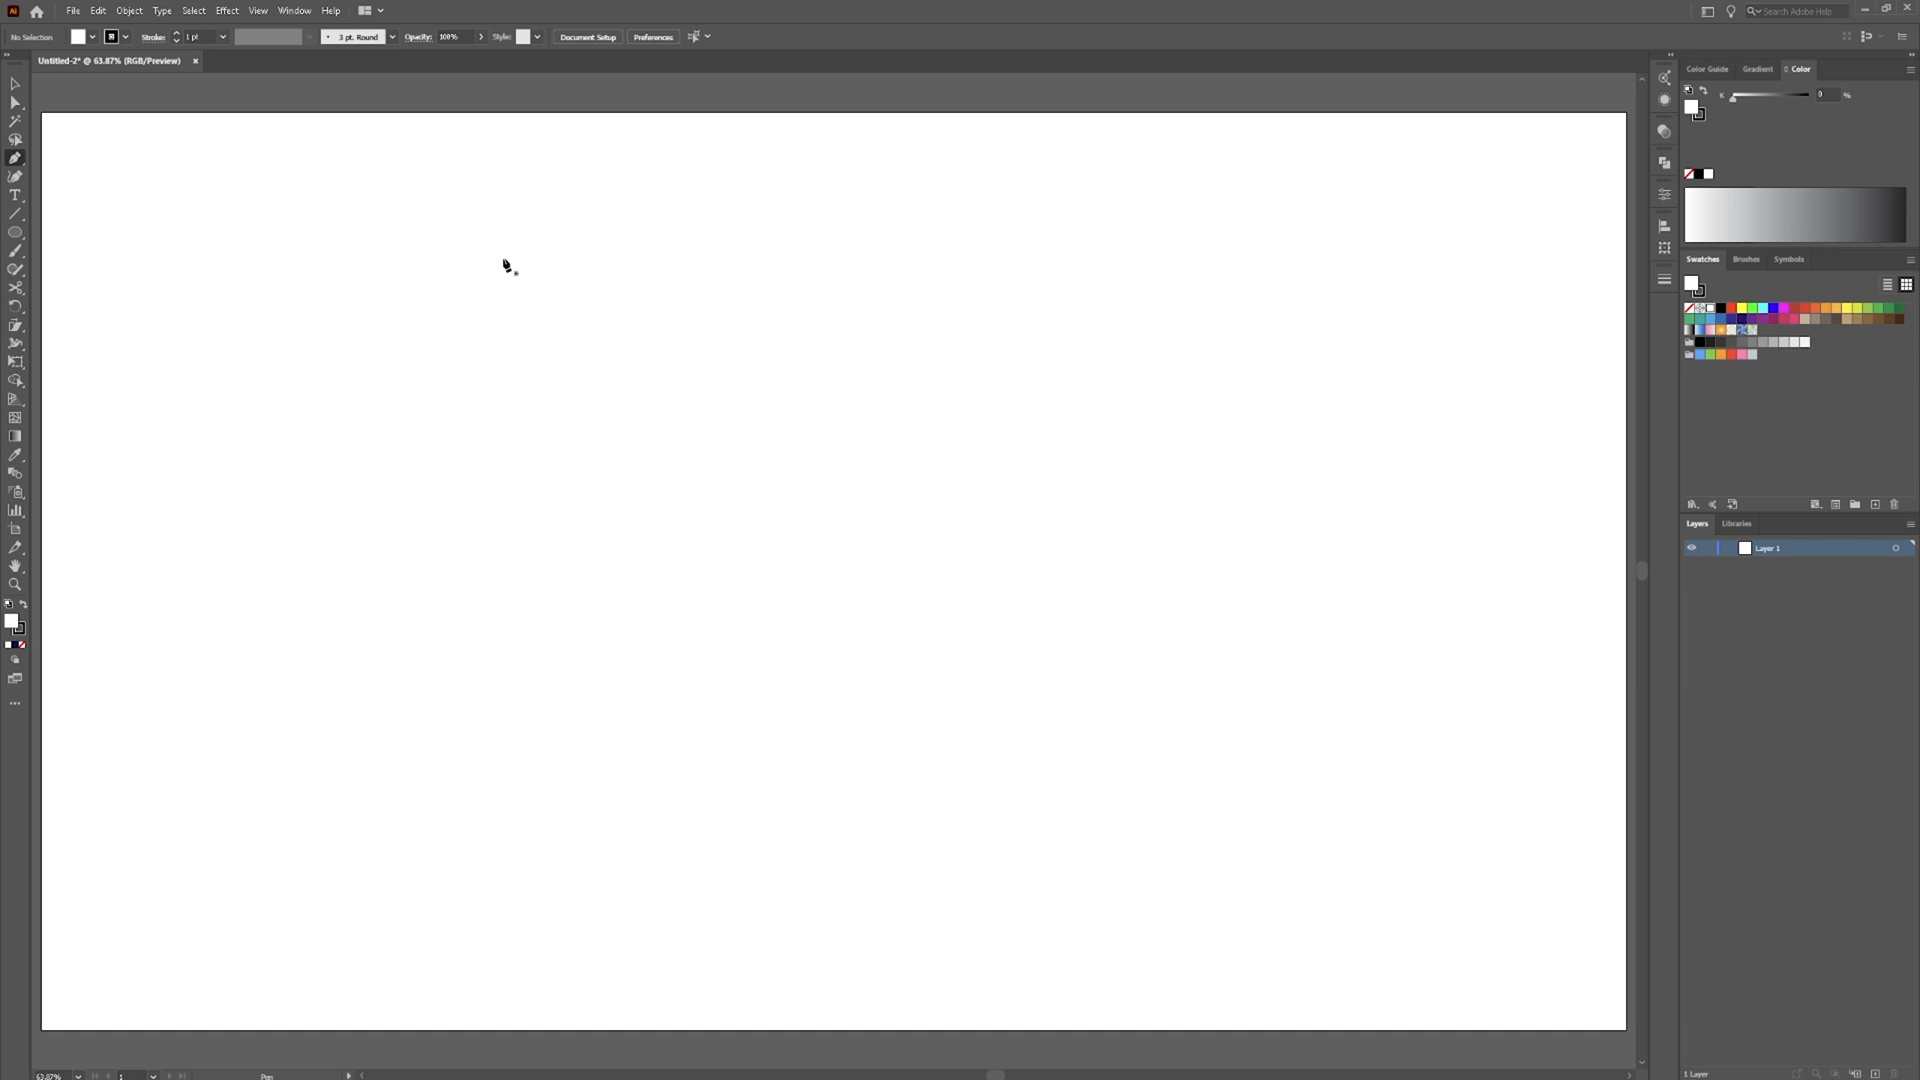 Ai File Edit Object Type Select Effect View Window Help Search Adobe Help
No Selection Stroke: 1 pt 3 pt. Round Opacity: 100% Style: Document Setup Preferences
Untitled-2* @ 63.87% (RGB/Preview) ×
Color Guide Gradient Color
K 0 %
Swatches Brushes Symbols
Layers Libraries
Layer 1
63.87% 1 Pen
1 Layer